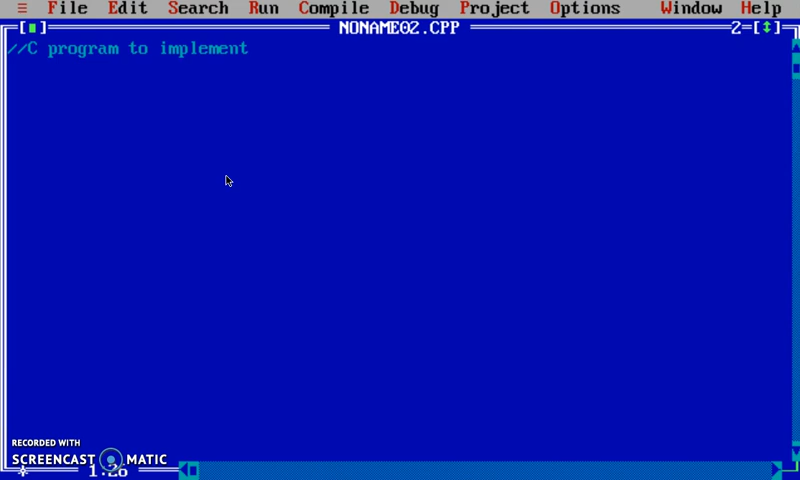 ≡ File Edit Search Run Compile Debug Project Options Window Help
[■] NONAME02.CPP 2=[↕]
//C program to implement
RECORDED WITH
SCREENCAST MATIC
1:26